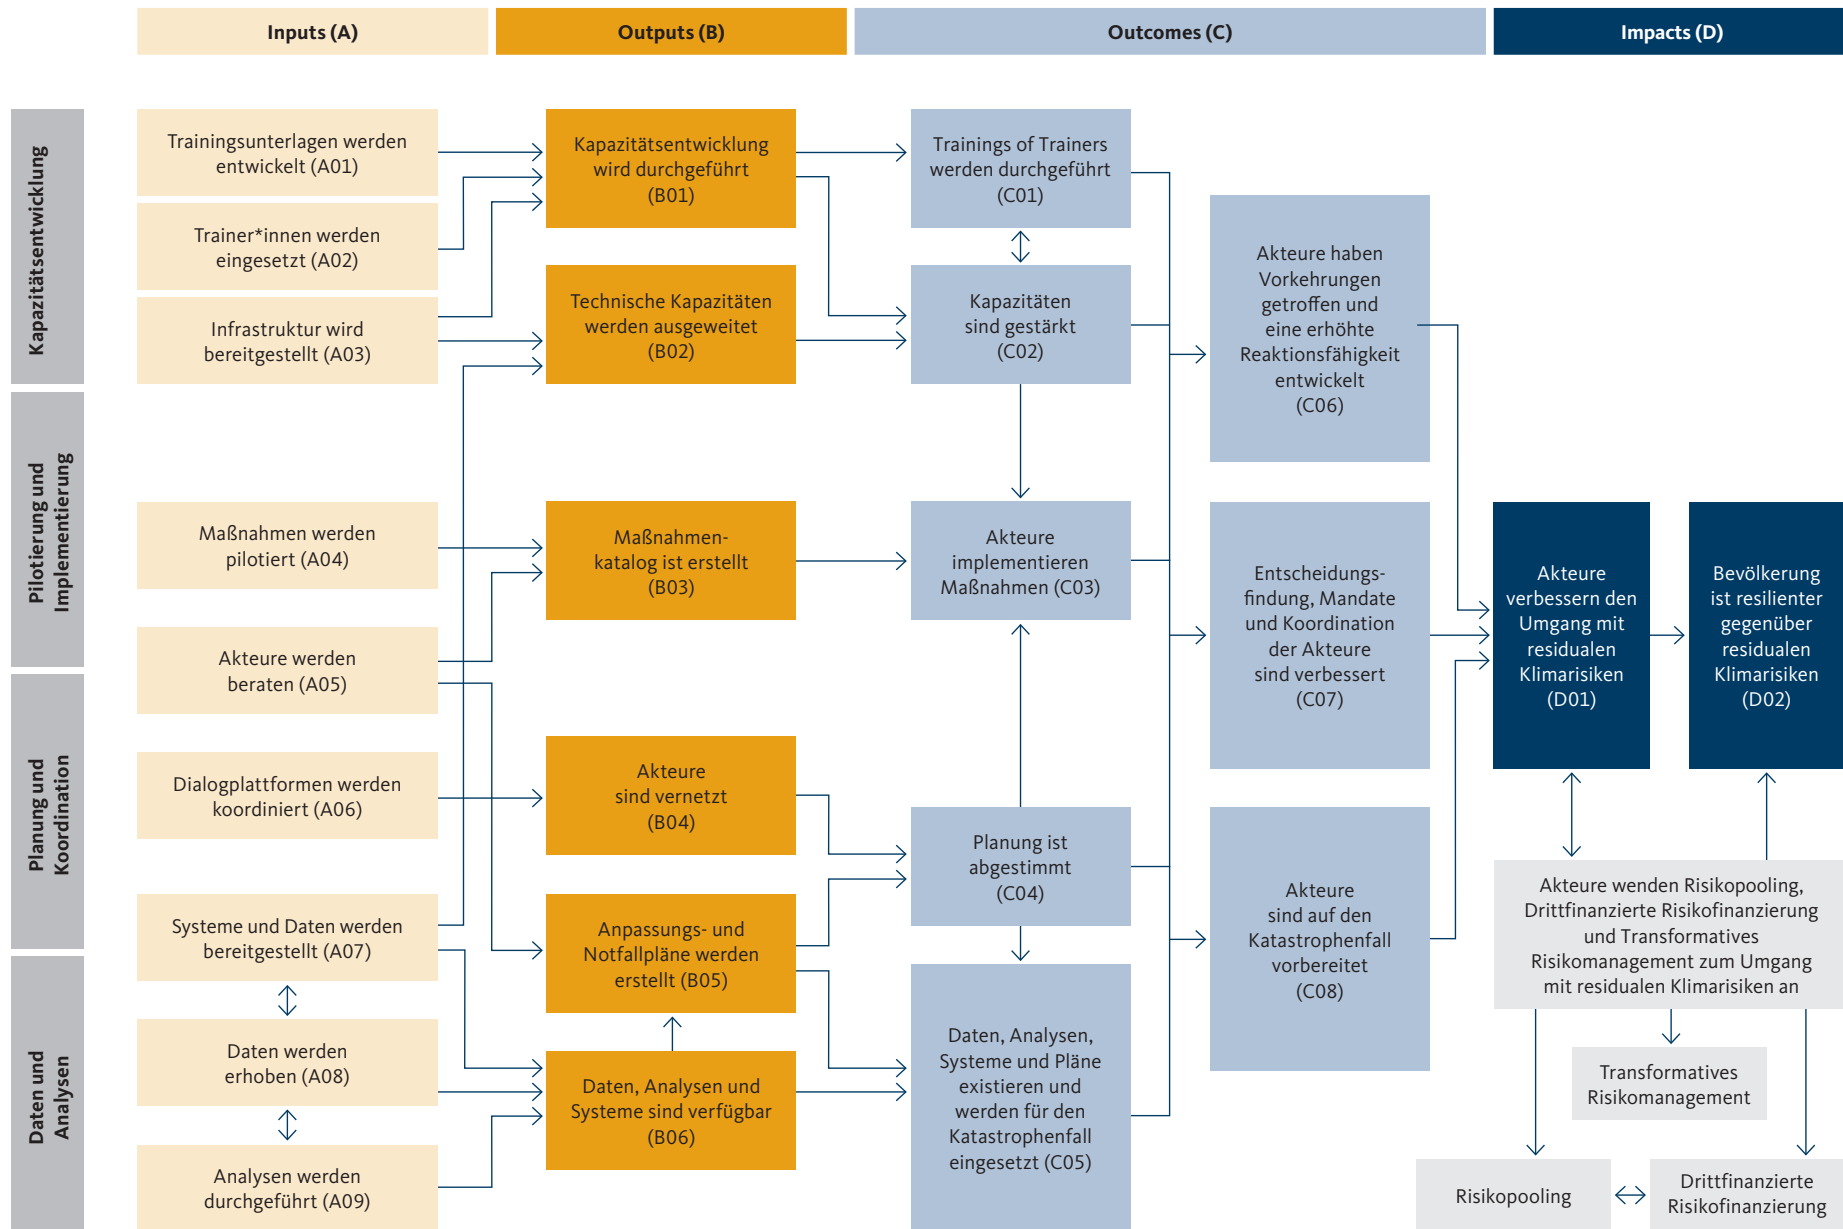 Inputs (A)
Outputs (B)
Outcomes (C)
Impacts (D)
Kapazitätsentwicklung
Trainingsunterlagen werden
entwickelt (A01)
Trainer*innen werden
eingesetzt (A02)
Infrastruktur wird
bereitgestellt (A03)
Kapazitätsentwicklung
wird durchgeführt
(B01)
Technische Kapazitäten
werden ausgeweitet
(B02)
Trainings of Trainers
werden durchgeführt
(C01)
Kapazitäten
sind gestärkt
(C02)
Akteure haben
Vorkehrungen
getroffen und
eine erhöhte
Reaktionsfähigkeit
entwickelt
(C06)
Pilotierung und
Implementierung
Maßnahmen werden
pilotiert (A04)
Akteure werden
beraten (A05)
Maßnahmen-
katalog ist erstellt
(B03)
Akteure
implementieren
Maßnahmen (C03)
Entscheidungs-
findung, Mandate
und Koordination
der Akteure
sind verbessert
(C07)
Akteure
verbessern den
Umgang mit
residualen
Klimarisiken
(D01)
Bevölkerung
ist resilienter
gegenüber
residualen
Klimarisiken
(D02)
Planung und
Koordination
Dialogplattformen werden
koordiniert (A06)
Systeme und Daten werden
bereitgestellt (A07)
Akteure
sind vernetzt
(B04)
Anpassungs- und
Notfallpläne werden
erstellt (B05)
Planung ist
abgestimmt
(C04)
Akteure
sind auf den
Katastrophenfall
vorbereitet
(C08)
Akteure wenden Risikopooling,
Drittfinanzierte Risikofinanzierung
und Transformatives
Risikomanagement zum Umgang
mit residualen Klimarisiken an
Daten und
Analysen
Daten werden
erhoben (A08)
Analysen werden
durchgeführt (A09)
Daten, Analysen und
Systeme sind verfügbar
(B06)
Daten, Analysen,
Systeme und Pläne
existieren und
werden für den
Katastrophenfall
eingesetzt (C05)
Transformatives
Risikomanagement
Risikopooling
Drittfinanzierte
Risikofinanzierung